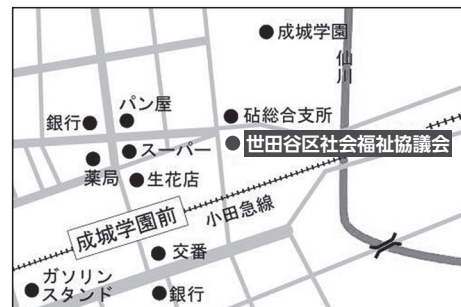 成城学園
仙川
パン屋
砧総合支所
銀行
世田谷区社会福祉協議会
スーパー
薬局
生花店
小田急線
成城学園前
交番
ガソリン
スタンド
銀行